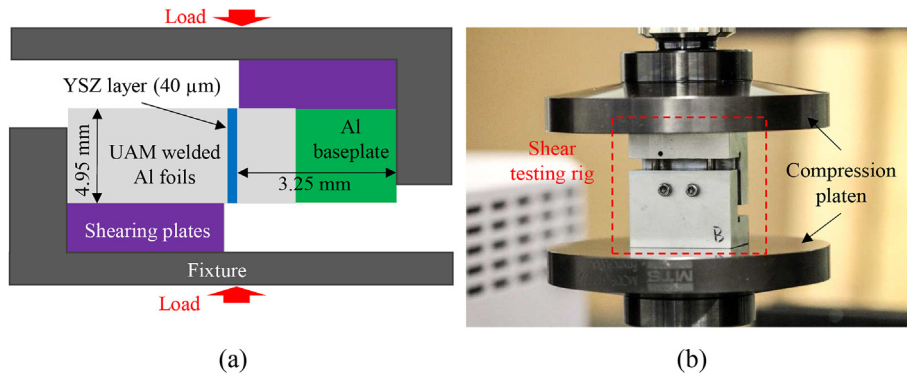 Load
YSZ layer (40 µm)
4.95 mm
UAM welded
Al foils
Al
baseplate
3.25 mm
Shearing plates
Fixture
Load
(a)
Shear
testing rig
Compression
platen
B
MTS
(b)